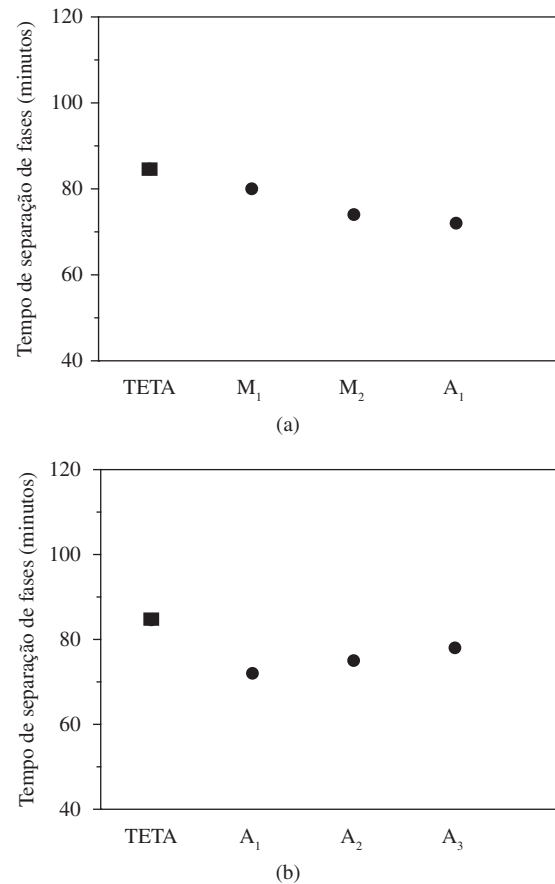 Tempo de separação de fases (minutos)
120
100
80
60
40
TETA M₁ M₂ A₁
(a)
Tempo de separação de fases (minutos)
120
100
80
60
40
TETA A₁ A₂ A₃
(b)